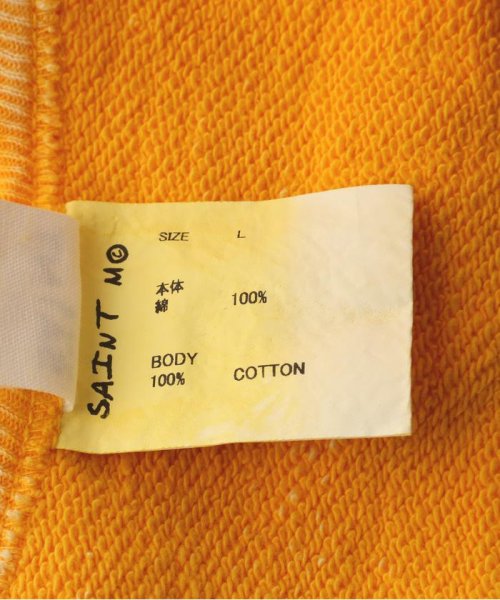 SAINT M©
SIZE L
本体
綿 100%
BODY
100% COTTON